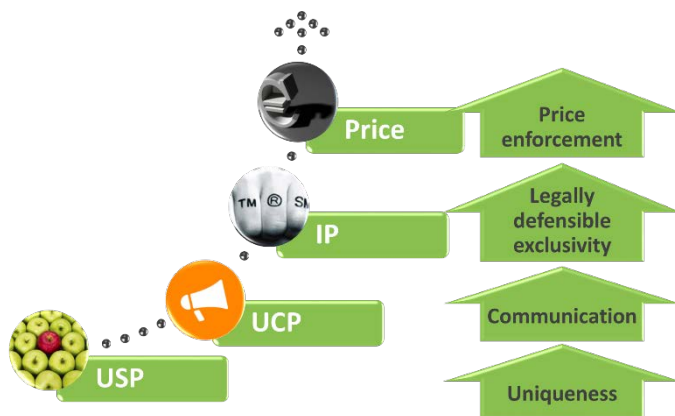 Price
Price
enforcement
TM ® SM
IP
Legally
defensible
exclusivity
UCP
Communication
USP
Uniqueness